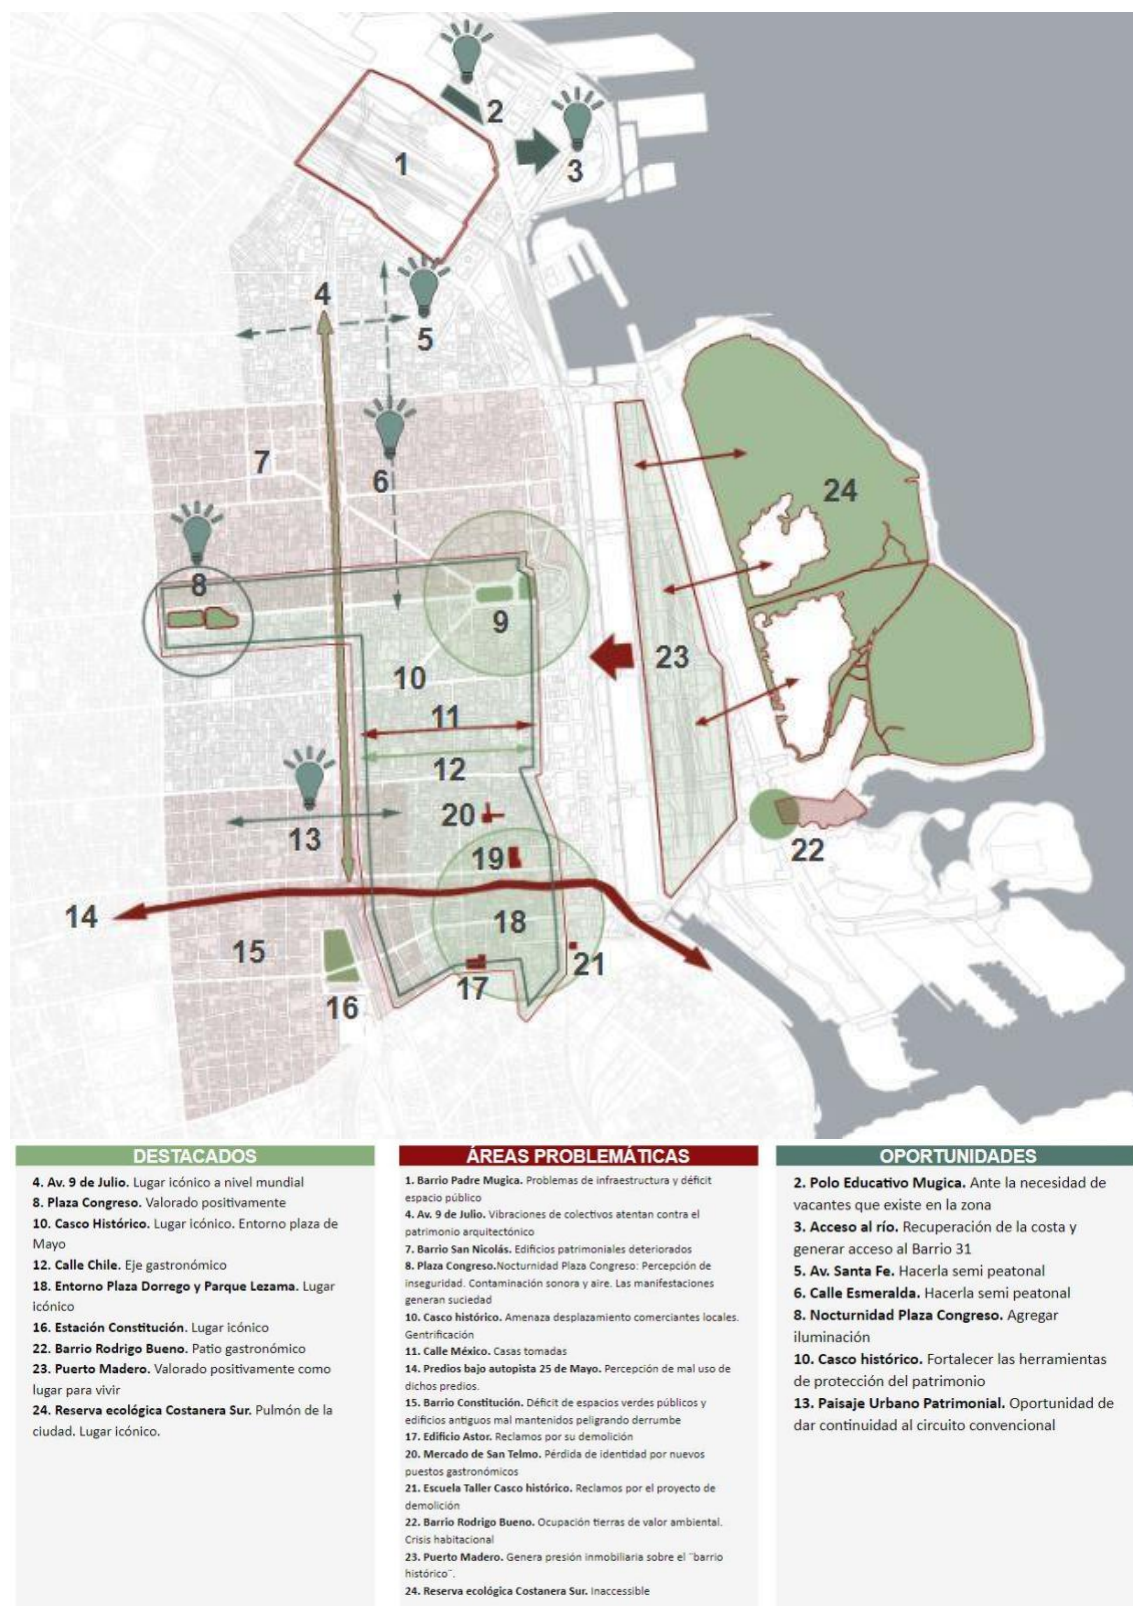 2
1
3
4
5
7
6
24
8
9
23
10
11
12
20
13
22
19
14
18
15
21
17
16
DESTACADOS
4. Av. 9 de Julio. Lugar icónico a nivel mundial
8. Plaza Congreso. Valorado positivamente
10. Casco Histórico. Lugar icónico. Entorno plaza de
Mayo
12. Calle Chile. Eje gastronómico
18. Entorno Plaza Dorrego y Parque Lezama. Lugar
icónico
16. Estación Constitución. Lugar icónico
22. Barrio Rodrigo Bueno. Patio gastronómico
23. Puerto Madero. Valorado positivamente como
lugar para vivir
24. Reserva ecológica Costanera Sur. Pulmón de la
ciudad. Lugar icónico.
ÁREAS PROBLEMÁTICAS
1. Barrio Padre Mugica. Problemas de infraestructura y déficit
espacio público
4. Av. 9 de Julio. Vibraciones de colectivos atentan contra el
patrimonio arquitectónico
7. Barrio San Nicolás. Edificios patrimoniales deteriorados
8. Plaza Congreso.Nocturnidad Plaza Congreso: Percepción de
inseguridad. Contaminación sonora y aire. Las manifestaciones
generan suciedad
10. Casco histórico. Amenaza desplazamiento comerciantes locales.
Gentrificación
11. Calle México. Casas tomadas
14. Predios bajo autopista 25 de Mayo. Percepción de mal uso de
dichos predios.
15. Barrio Constitución. Déficit de espacios verdes públicos y
edificios antiguos mal mantenidos peligrando derrumbe
17. Edificio Astor. Reclamos por su demolición
20. Mercado de San Telmo. Pérdida de identidad por nuevos
puestos gastronómicos
21. Escuela Taller Casco histórico. Reclamos por el proyecto de
demolición
22. Barrio Rodrigo Bueno. Ocupación tierras de valor ambiental.
Crisis habitacional
23. Puerto Madero. Genera presión inmobiliaria sobre el ¨barrio
histórico¨.
24. Reserva ecológica Costanera Sur. Inaccessible
OPORTUNIDADES
2. Polo Educativo Mugica. Ante la necesidad de
vacantes que existe en la zona
3. Acceso al río. Recuperación de la costa y
generar acceso al Barrio 31
5. Av. Santa Fe. Hacerla semi peatonal
6. Calle Esmeralda. Hacerla semi peatonal
8. Nocturnidad Plaza Congreso. Agregar
iluminación
10. Casco histórico. Fortalecer las herramientas
de protección del patrimonio
13. Paisaje Urbano Patrimonial. Oportunidad de
dar continuidad al circuito convencional